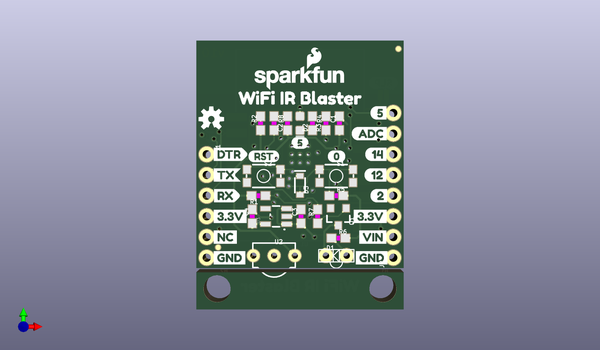 sparkfun
WiFi IR Blaster
5
ADC
5
14
DTR
RST
0
TX
12
RX
2
3.3V
3.3V
NC
VIN
GND
GND